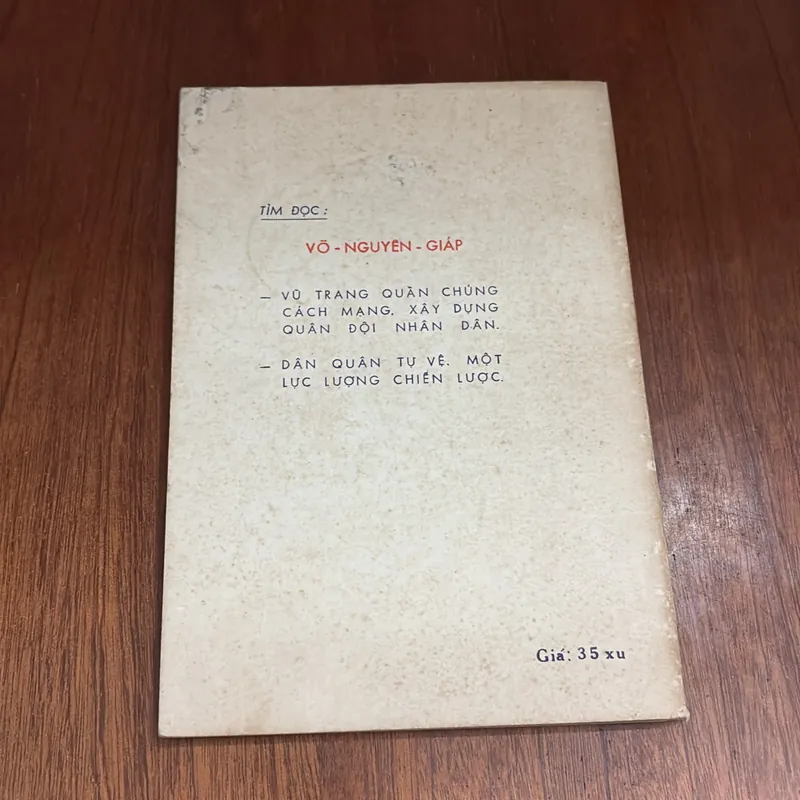 TÌM ĐỌC :
VÕ - NGUYÊN - GIÁP
— VŨ TRANG QUẦN CHÚNG
CÁCH MẠNG, XÂY DỰNG
QUÂN ĐỘI NHÂN DÂN.
— DÂN QUÂN TỰ VỆ. MỘT
LỰC LƯỢNG CHIẾN LƯỢC.
Giá: 35 xu